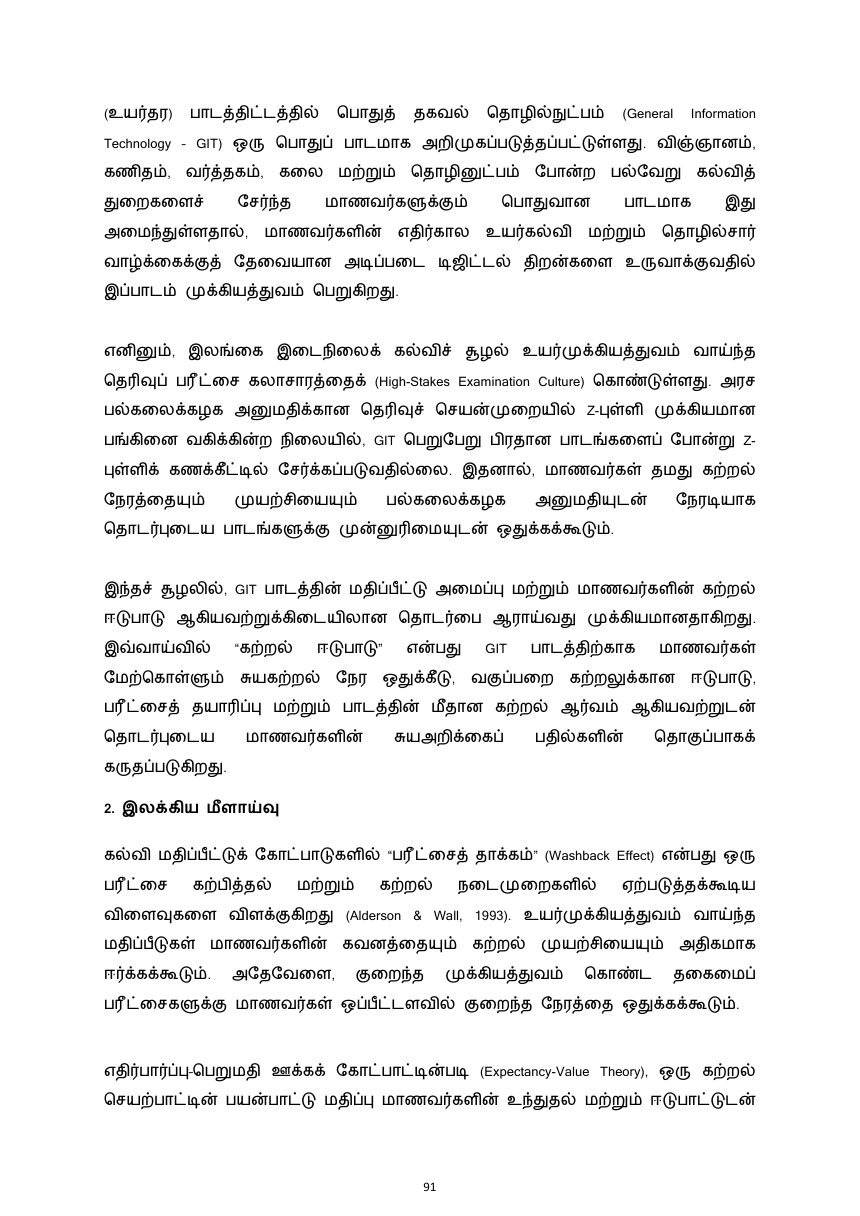 (உயர்தர) பாடத்திட்டத்தில் பொதுத் தகவல் தொழில்நுட்பம் (General Information
Technology - GIT) ஒரு பொதுப் பாடமாக அறிமுகப்படுத்தப்பட்டுள்ளது. விஞ்ஞானம்,
கணிதம், வர்த்தகம், கலை மற்றும் தொழினுட்பம் போன்ற பல்வேறு கல்வித்
துறைகளைச் சேர்ந்த மாணவர்களுக்கும் பொதுவான பாடமாக இது
அமைந்துள்ளதால், மாணவர்களின் எதிர்கால உயர்கல்வி மற்றும் தொழில்சார்
வாழ்க்கைக்குத் தேவையான அடிப்படை டிஜிட்டல் திறன்களை உருவாக்குவதில்
இப்பாடம் முக்கியத்துவம் பெறுகிறது.
எனினும், இலங்கை இடைநிலைக் கல்விச் சூழல் உயர்முக்கியத்துவம் வாய்ந்த
தெரிவுப் பரீட்சை கலாசாரத்தைக் (High-Stakes Examination Culture) கொண்டுள்ளது. அரச
பல்கலைக்கழக அனுமதிக்கான தெரிவுச் செயன்முறையில் Z-புள்ளி முக்கியமான
பங்கினை வகிக்கின்ற நிலையில், GIT பெறுபேறு பிரதான பாடங்களைப் போன்று Z-
புள்ளிக் கணக்கீட்டில் சேர்க்கப்படுவதில்லை. இதனால், மாணவர்கள் தமது கற்றல்
நேரத்தையும் முயற்சியையும் பல்கலைக்கழக அனுமதியுடன் நேரடியாக
தொடர்புடைய பாடங்களுக்கு முன்னுரிமையுடன் ஒதுக்கக்கூடும்.
இந்தச் சூழலில், GIT பாடத்தின் மதிப்பீட்டு அமைப்பு மற்றும் மாணவர்களின் கற்றல்
ஈடுபாடு ஆகியவற்றுக்கிடையிலான தொடர்பை ஆராய்வது முக்கியமானதாகிறது.
இவ்வாய்வில் “கற்றல் ஈடுபாடு” என்பது GIT பாடத்திற்காக மாணவர்கள்
மேற்கொள்ளும் சுயகற்றல் நேர ஒதுக்கீடு, வகுப்பறை கற்றலுக்கான ஈடுபாடு,
பரீட்சைத் தயாரிப்பு மற்றும் பாடத்தின் மீதான கற்றல் ஆர்வம் ஆகியவற்றுடன்
தொடர்புடைய மாணவர்களின் சுயஅறிக்கைப் பதில்களின் தொகுப்பாகக்
கருதப்படுகிறது.
2. இலக்கிய மீளாய்வு
கல்வி மதிப்பீட்டுக் கோட்பாடுகளில் “பரீட்சைத் தாக்கம்” (Washback Effect) என்பது ஒரு
பரீட்சை கற்பித்தல் மற்றும் கற்றல் நடைமுறைகளில் ஏற்படுத்தக்கூடிய
விளைவுகளை விளக்குகிறது (Alderson & Wall, 1993). உயர்முக்கியத்துவம் வாய்ந்த
மதிப்பீடுகள் மாணவர்களின் கவனத்தையும் கற்றல் முயற்சியையும் அதிகமாக
ஈர்க்கக்கூடும். அதேவேளை, குறைந்த முக்கியத்துவம் கொண்ட தகைமைப்
பரீட்சைகளுக்கு மாணவர்கள் ஒப்பீட்டளவில் குறைந்த நேரத்தை ஒதுக்கக்கூடும்.
எதிர்பார்ப்பு-பெறுமதி ஊக்கக் கோட்பாட்டின்படி (Expectancy-Value Theory), ஒரு கற்றல்
செயற்பாட்டின் பயன்பாட்டு மதிப்பு மாணவர்களின் உந்துதல் மற்றும் ஈடுபாட்டுடன்
91